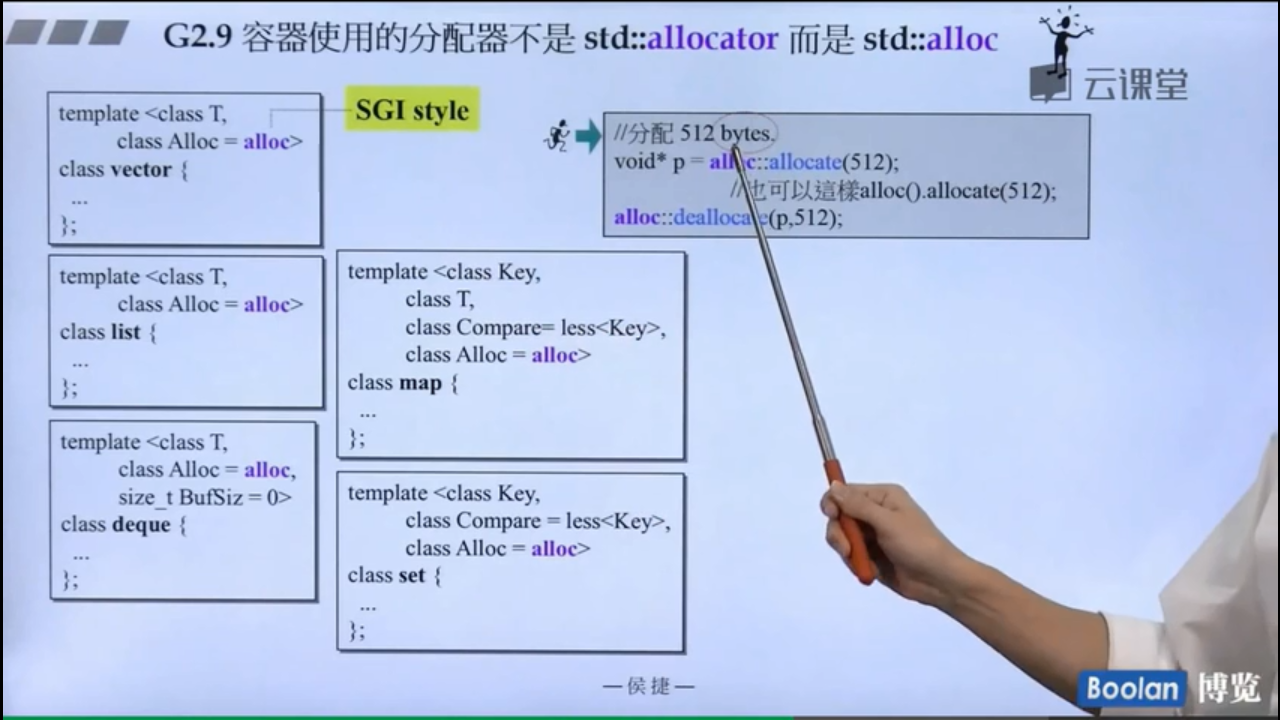 G2.9 容器使用的分配器不是 std::allocator 而是 std::alloc
云课堂
template <class T,
class Alloc = alloc>
class vector {
...
};
SGI style
//分配 512 bytes.
void* p = alloc::allocate(512);
//也可以這樣alloc().allocate(512);
alloc::deallocate(p,512);
template <class T,
class Alloc = alloc>
class list {
...
};
template <class T,
class Alloc = alloc,
size_t BufSiz = 0>
class deque {
...
};
template <class Key,
class T,
class Compare= less<Key>,
class Alloc = alloc>
class map {
...
};
template <class Key,
class Compare = less<Key>,
class Alloc = alloc>
class set {
...
};
—侯捷—
Boolan 博览